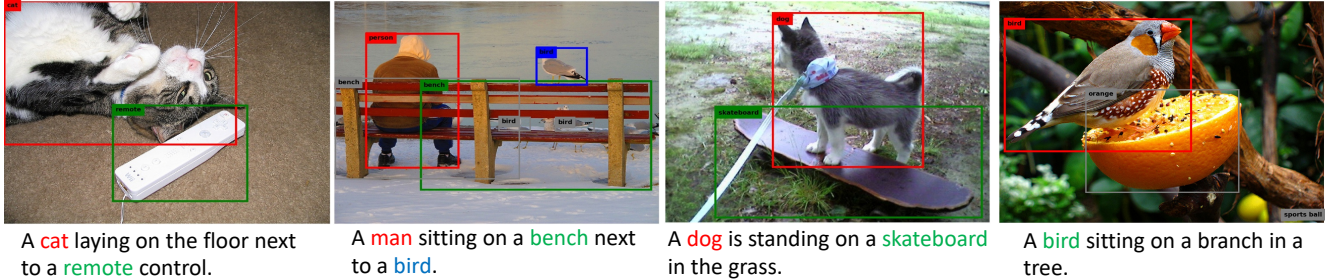 cat
remote
A cat laying on the floor next
to a remote control.
person
bird
bench
bench
bird
bird
A man sitting on a bench next
to a bird.
dog
skateboard
A dog is standing on a skateboard
in the grass.
bird
orange
sports ball
A bird sitting on a branch in a
tree.